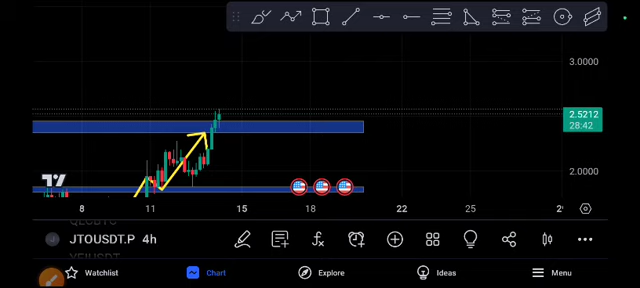 3.0000
2.5212
28:42
2.0000
8 11 15 18 22 25
JTOUSDT.P 4h
Watchlist Chart Explore Ideas Menu